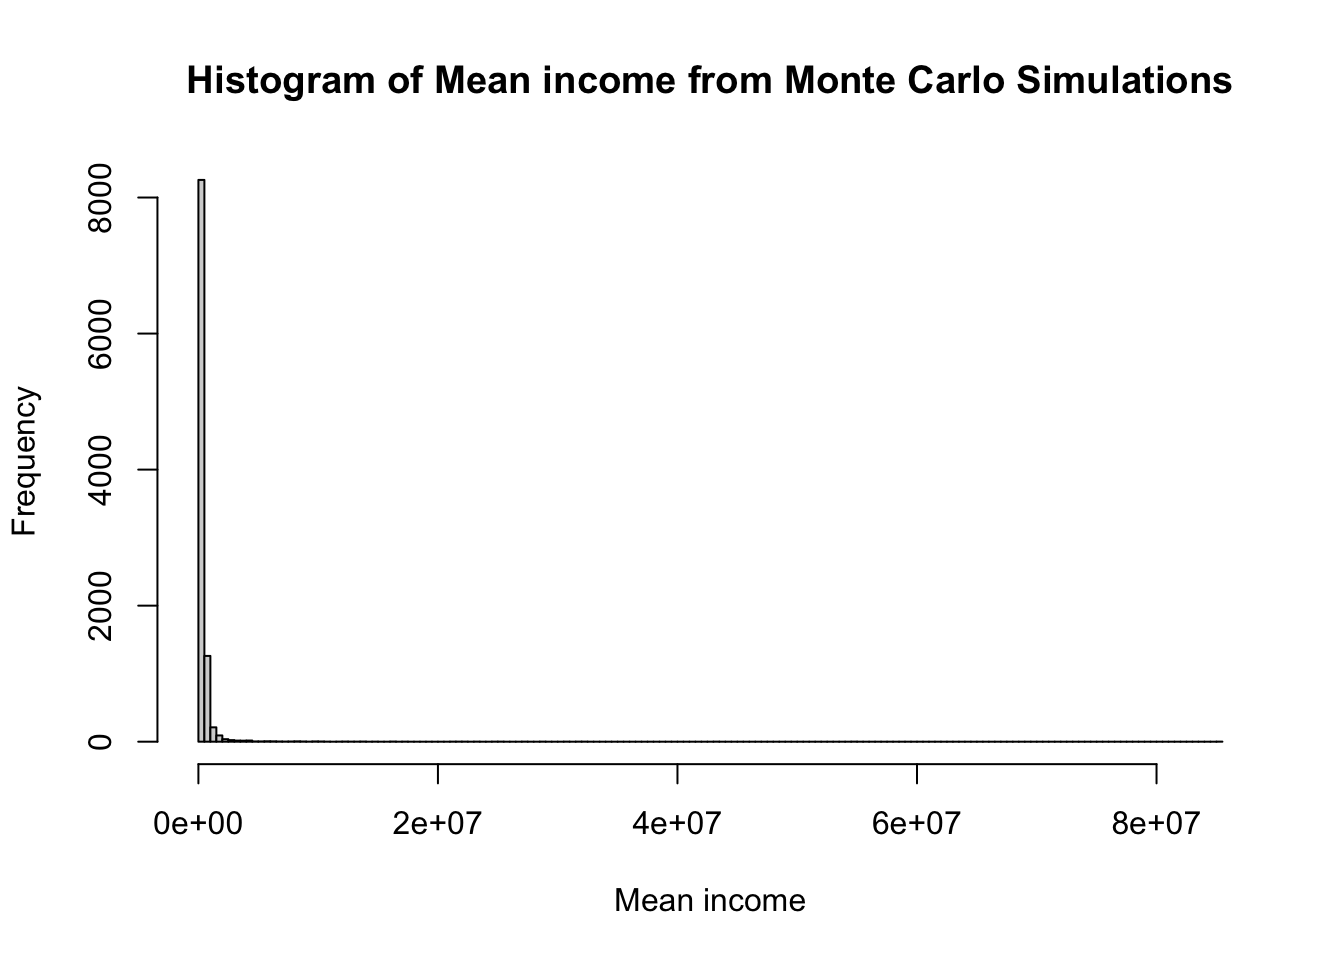 Histogram of Mean income from Monte Carlo Simulations
Frequency
8000
6000
4000
2000
0
0e+00 2e+07 4e+07 6e+07 8e+07
Mean income